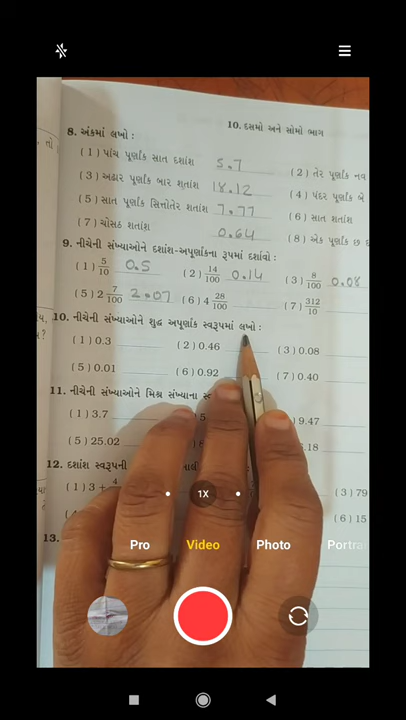 10. દસમો અને સોમો ભાગ
8. અંકમાં લખો :
(1) પાંચ પૂર્ણાંક સાત દશાંશ 5.7 (2) તેર પૂર્ણાંક નવ
(3) અઢાર પૂર્ણાંક બાર શતાંશ 18.12 (4) પંદર પૂર્ણાંક બે
(5) સાત પૂર્ણાંક સિત્તોતેર શતાંશ 7.77 (6) સાત શતાંશ
(7) ચોસઠ શતાંશ 0.64 (8) એક પૂર્ણાંક છ
9. નીચેની સંખ્યાઓને દશાંશ-અપૂર્ણાંકના રૂપમાં દર્શાવો :
(1) 5/10 0.5 (2) 14/100 0.14 (3) 8/100 0.08
(5) 2 7/100 2.07 (6) 4 28/100 (7) 312/10
10. નીચેની સંખ્યાઓને શુદ્ધ અપૂર્ણાંક સ્વરૂપમાં લખો :
(1) 0.3 (2) 0.46 (3) 0.08
(5) 0.01 (6) 0.92 (7) 0.40
11. નીચેની સંખ્યાઓને મિશ્ર સંખ્યાના
(1) 3.7 9.47
(5) 25.02 .18
12. દશાંશ સ્વરૂપની
(1) 3 + (3) 79
(6) 15
13.
1X
Pro Video Photo Portra